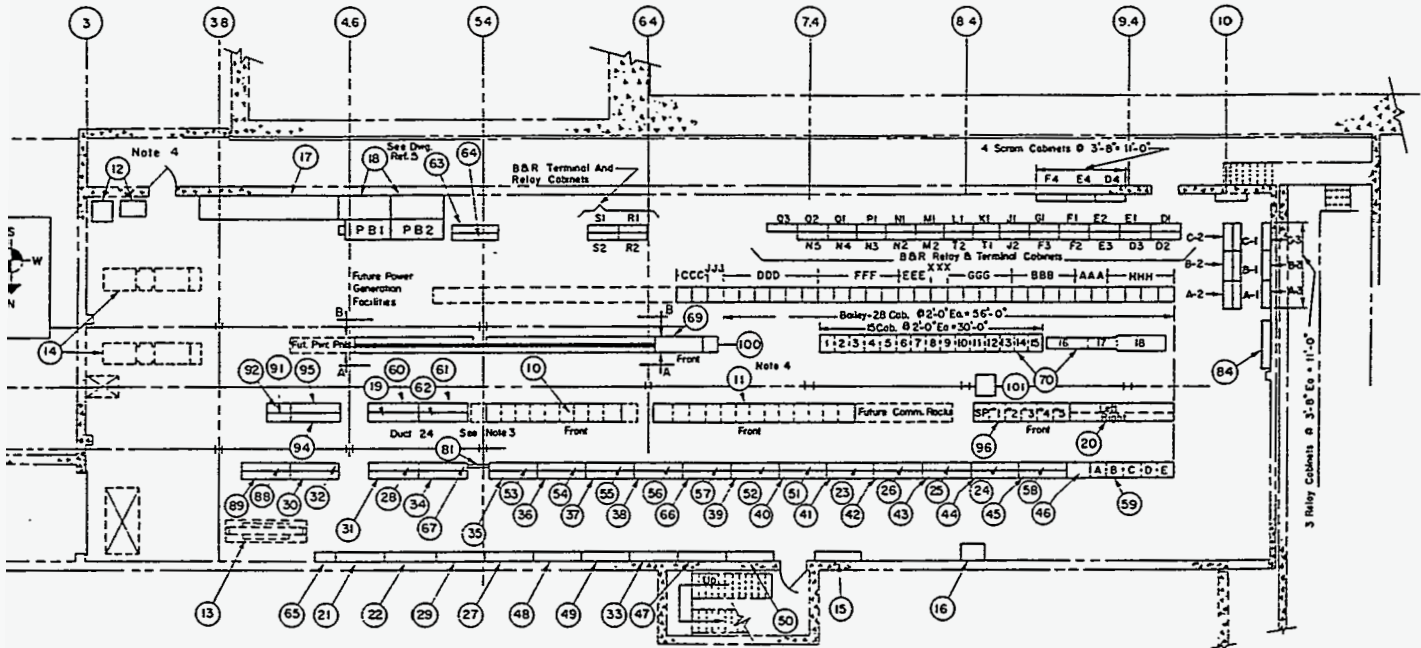 3 38 4.6 54 64 7.4 8 4 9.4 10
Note 4
12
17
18
See Dwg.
Ref. 5
63
64
B&R Terminal And
Relay Cabinets
4 Scram Cabinets @ 3'-8" = 11'-0"
F4 E4 D4
S
W
N
PB1 PB2
S1 R1
S2 R2
Q3 Q2 Q1 P1 N1 M1 L1 K1 J1 G1 F1 E2 E1 D1
N5 N4 N3 N2 M2 T2 T1 J2 F3 F2 E3 D3 D2
B&R Relay & Terminal Cabinets
C-2 C-1 C-3
B-2 B-1 B-3
A-2 A-1 A-3
3 Relay Cabinets @ 3'-8" Ea = 11'-0"
CCC JJJ DDD FFF EEE XXX GGG BBB AAA HHH
Future Power
Generation
Facilities
14
Bailey-28 Cab. @ 2'-0" Ea. = 56'-0"
15 Cab. @ 2'-0" Ea = 30'-0"
B B
69
Fut. Pwr. Pnls
Front
100
A A
1 2 3 4 5 6 7 8 9 10 11 12 13 14 15
16 17 18
Note 4
84
92 91 95
19 60 62 61
10
11
101
70
Front
Front
Future Comm. Racks
SP 1 2 3 4 5
Left
Right
Front
94
Duct 24 See Note 3
81
96
20
A B C D E
89 88 30 32
31 28 34 67
35 53 36 54 37 55 38 56 66 57 39 52 40 51 41 23 42 26 43 25 44 24 45 58 46 59
13
65 21 22 29 27 48 49 33 47
Up
50
15
16